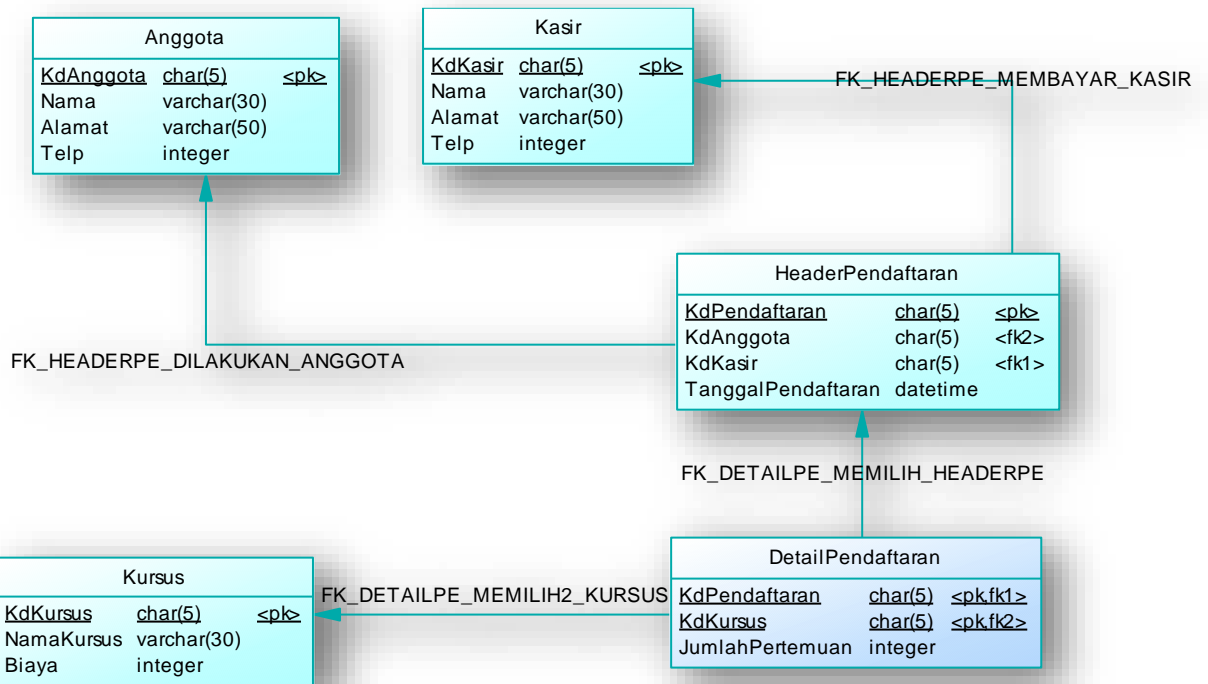 Anggota
KdAnggota char(5) <pk>
Nama varchar(30)
Alamat varchar(50)
Telp integer
Kasir
KdKasir char(5) <pk>
Nama varchar(30)
Alamat varchar(50)
Telp integer
FK_HEADERPE_MEMBAYAR_KASIR
HeaderPendaftaran
KdPendaftaran char(5) <pk>
KdAnggota char(5) <fk2>
KdKasir char(5) <fk1>
TanggalPendaftaran datetime
FK_HEADERPE_DILAKUKAN_ANGGOTA
FK_DETAILPE_MEMILIH_HEADERPE
Kursus
KdKursus char(5) <pk>
NamaKursus varchar(30)
Biaya integer
FK_DETAILPE_MEMILIH2_KURSUS
DetailPendaftaran
KdPendaftaran char(5) <pk,fk1>
KdKursus char(5) <pk,fk2>
JumlahPertemuan integer